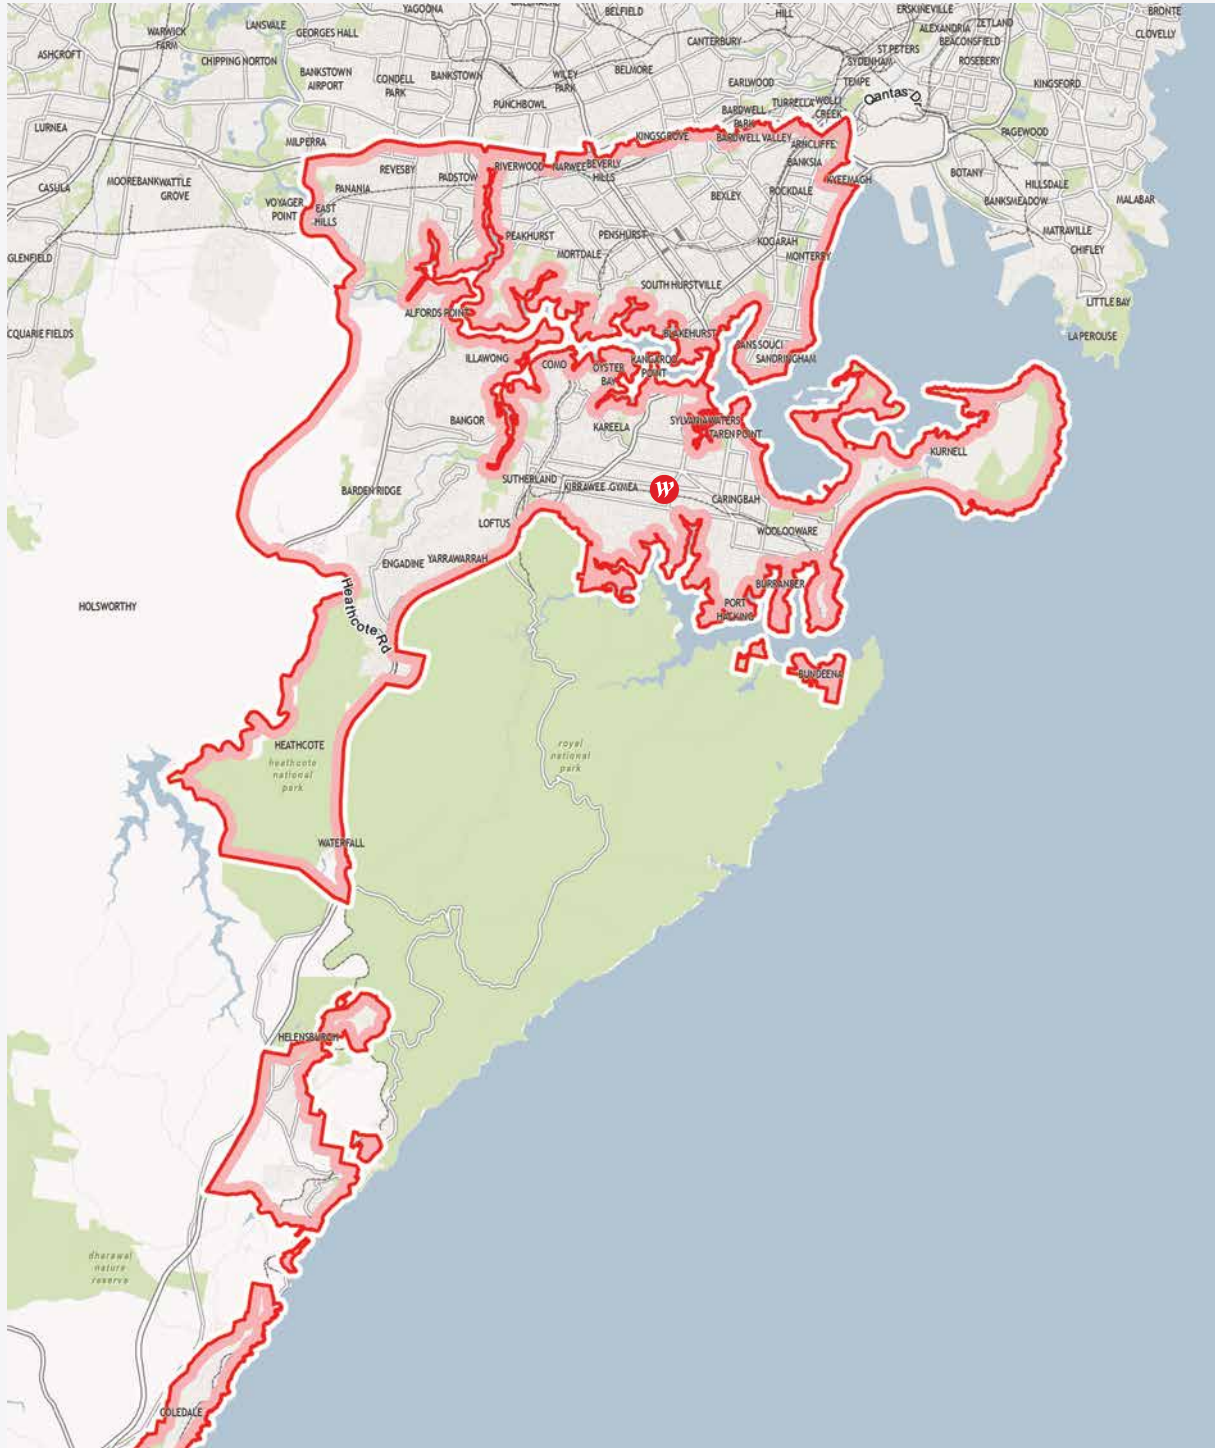 YAGOONA
BELFIELD
HILL
ERSKINEVILLE
BRONTE
LANSVALE
WARWICK
FARM
GEORGES HALL
ALEXANDRIA
ZETLAND
CLOVELLY
CANTERBURY
BEACONSFIELD
ST PETERS
ASHCROFT
CHIPPING NORTON
SYDENHAM
ROSEBERY
BANKSTOWN
AIRPORT
CONDELL
PARK
BANKSTOWN
WILEY
PARK
BELMORE
EARLWOOD
TEMPE
KINGSFORD
PUNCHBOWL
Qantas Dr
TURRELLA
WOLLI
CREEK
BARDWELL
PARK
LURNEA
MILPERRA
KINGSGROVE
BARDWELL VALLEY
ARNCLIFFE
PAGEWOOD
REVESBY
RIVERWOOD
NARWEE
BEVERLY
HILLS
BANKSIA
BOTANY
CASULA
MOOREBANK
WATTLE
GROVE
PANANIA
PADSTOW
KYEEMAGH
HILLSDALE
BEXLEY
ROCKDALE
VOYAGER
POINT
EAST
HILLS
BANKSMEADOW
MALABAR
PEAKHURST
PENSHURST
KOGARAH
MATRAVILLE
CHIFLEY
GLENFIELD
MORTDALE
MONTEREY
SOUTH HURSTVILLE
LITTLE BAY
ALFORDS POINT
CQUARIE FIELDS
BLAKEHURST
LA PEROUSE
SANS SOUCI
SANDRINGHAM
ILLAWONG
COMO
OYSTER
BAY
KANGAROO
POINT
BANGOR
KAREELA
SYLVANIA WATERS
TAREN POINT
KURNELL
BARDEN RIDGE
SUTHERLAND
KIRRAWEE
GYMEA
w
CARINGBAH
LOFTUS
WOOLOOWARE
ENGADINE
YARRAWARRAH
Heathcote Rd
BURRANEER
HOLSWORTHY
PORT
HACKING
BUNDEENA
HEATHCOTE
heathcote
national
park
royal
national
park
WATERFALL
HELENSBURGH
dharawal
nature
reserve
COLEDALE